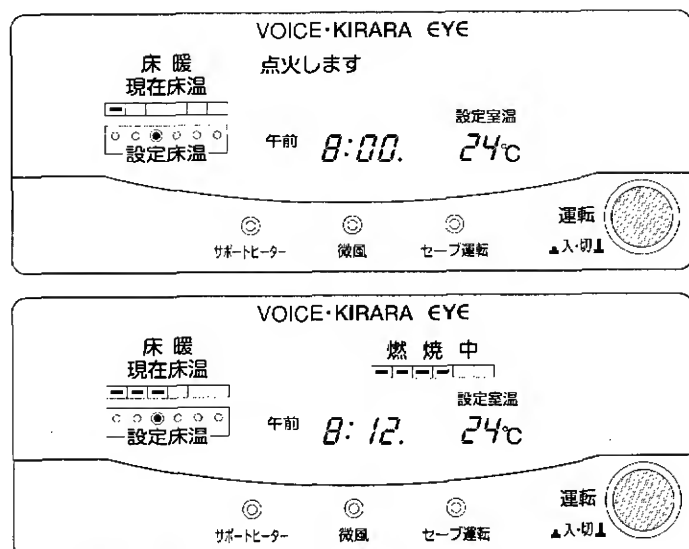 VOICE・KIRARA EYE
床暖
現在床温
点火します
設定床温
午前 8:00.
設定室温
24℃
サポートヒーター
微風
セーブ運転
運転
入・切
VOICE・KIRARA EYE
床暖
現在床温
燃焼中
設定床温
午前 8:12.
設定室温
24℃
サポートヒーター
微風
セーブ運転
運転
入・切